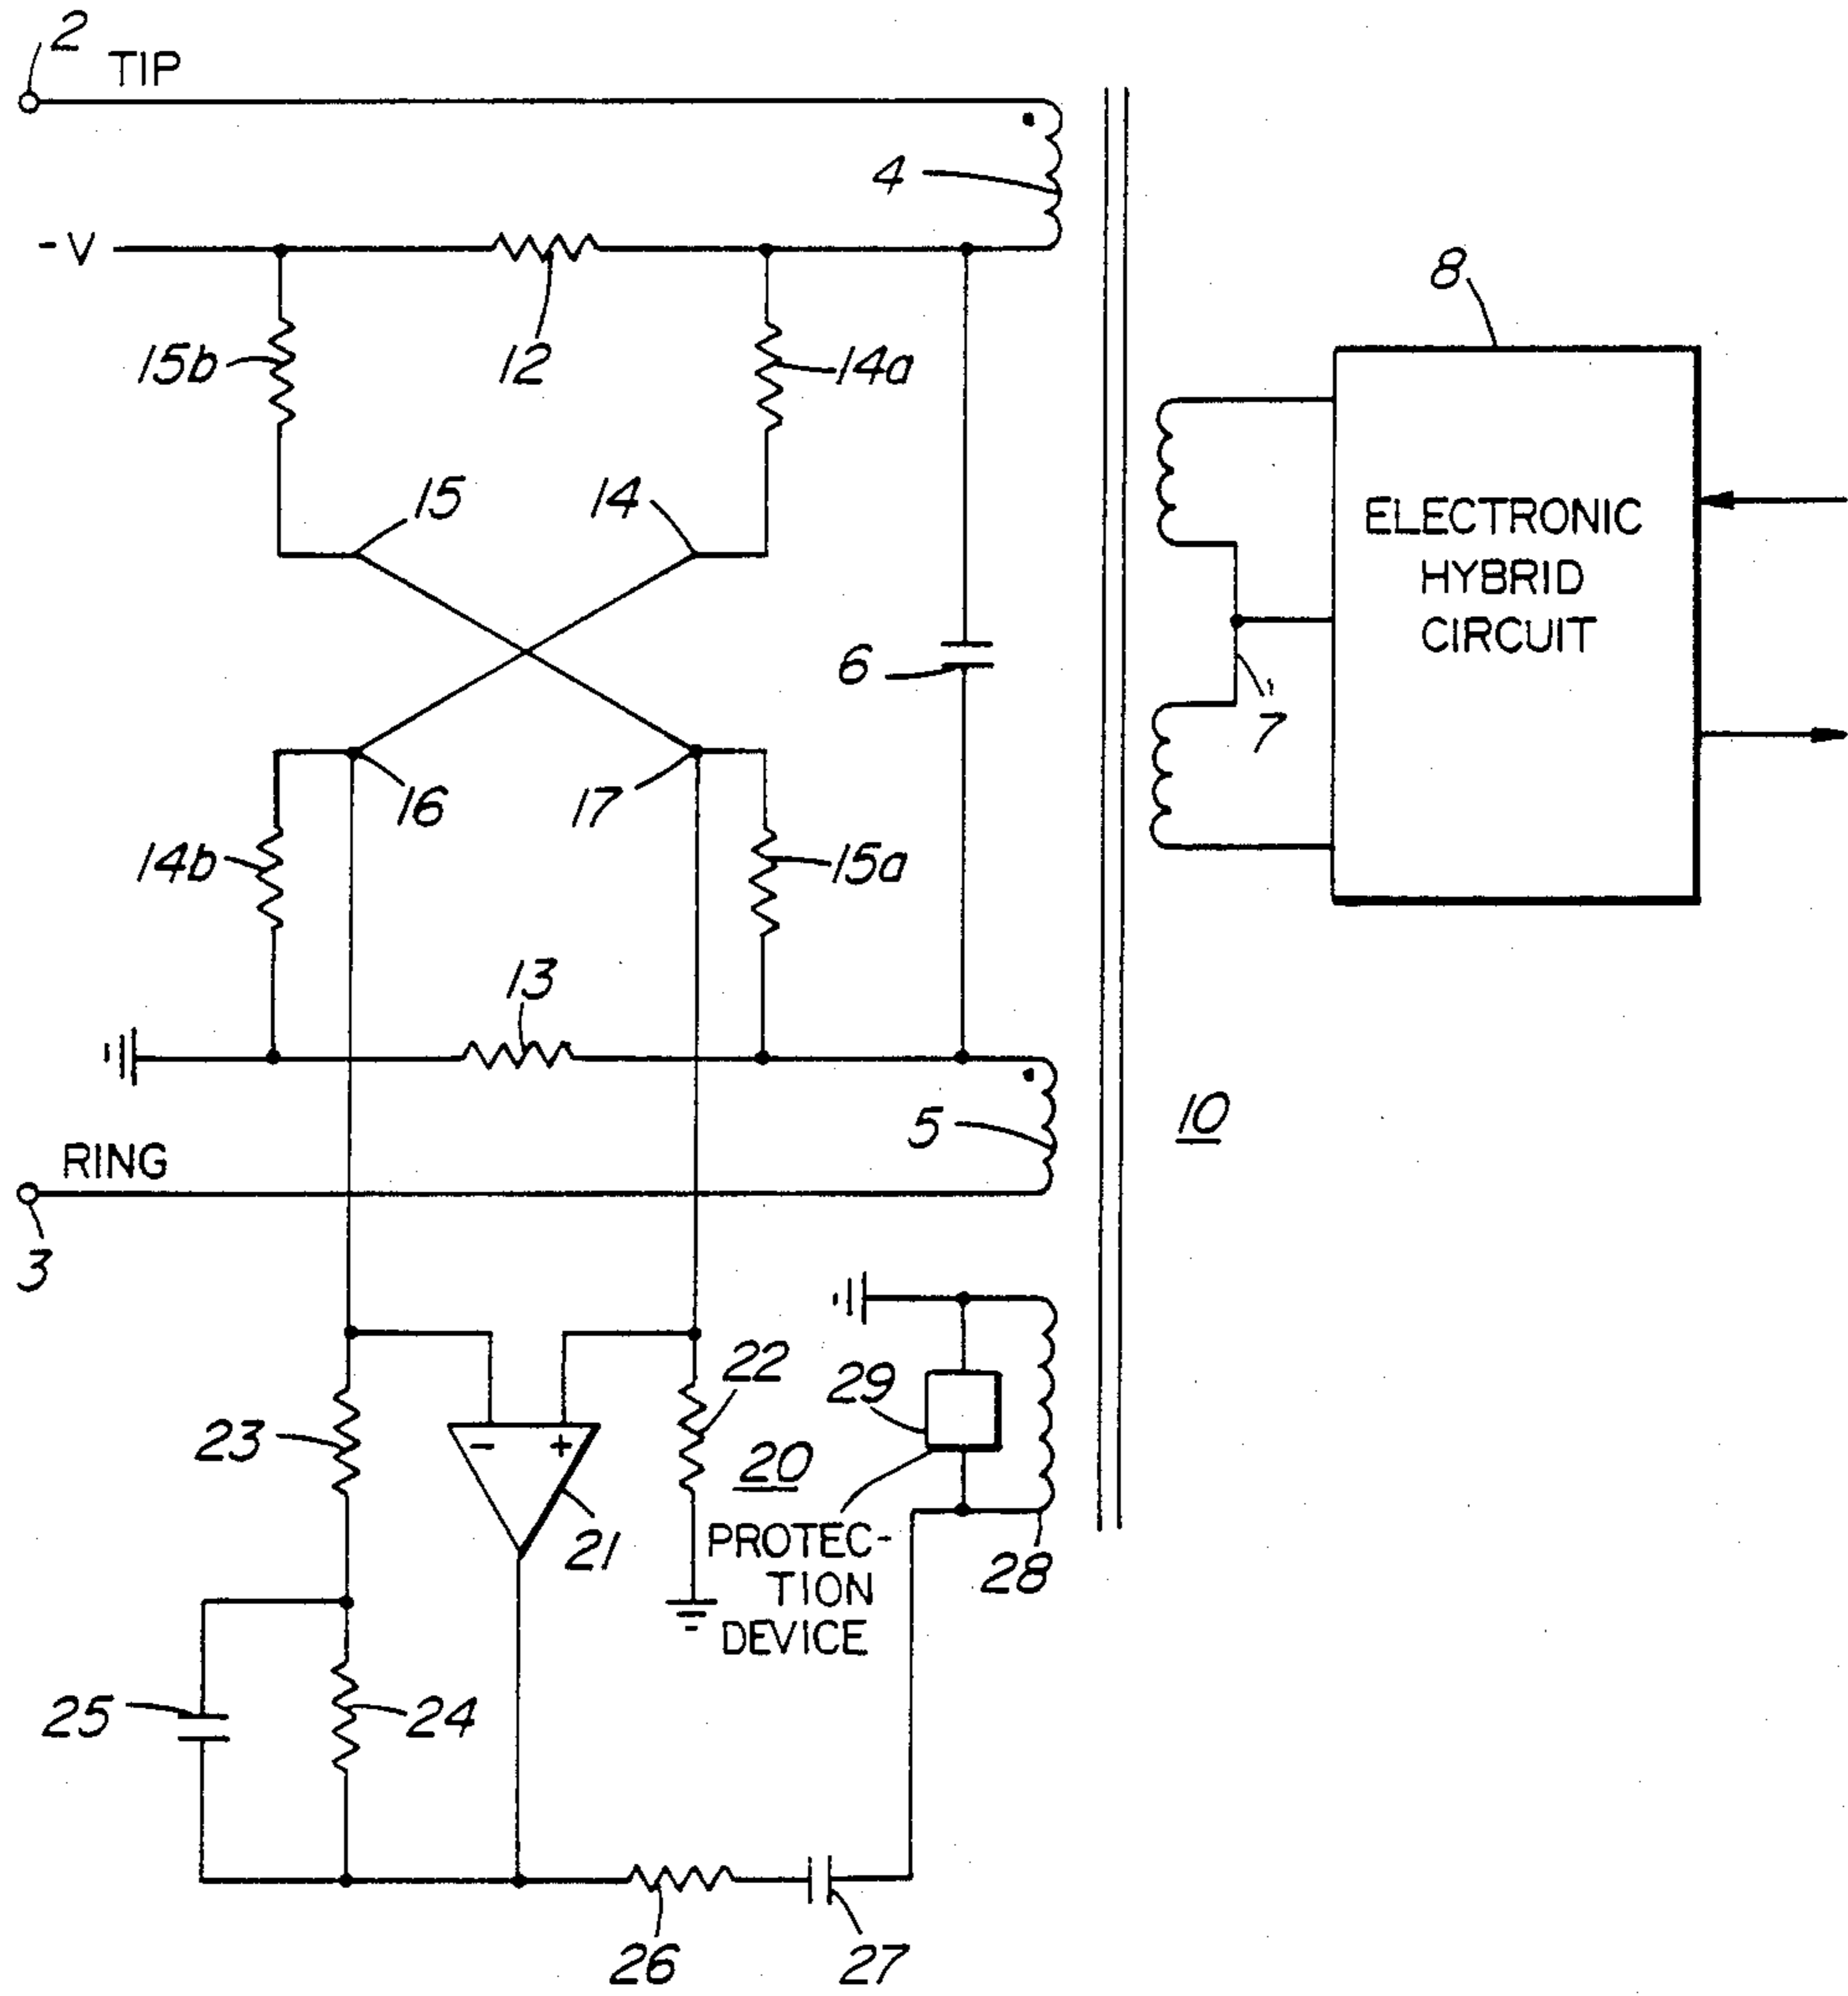 2
TIP
4
-V
8
15b
12
14a
15
14
ELECTRONIC
HYBRID
CIRCUIT
6
7
16
17
14b
15a
13
10
5
RING
3
22
29
23
- +
20
21
PROTEC-
TION
DEVICE
28
25
24
26
27